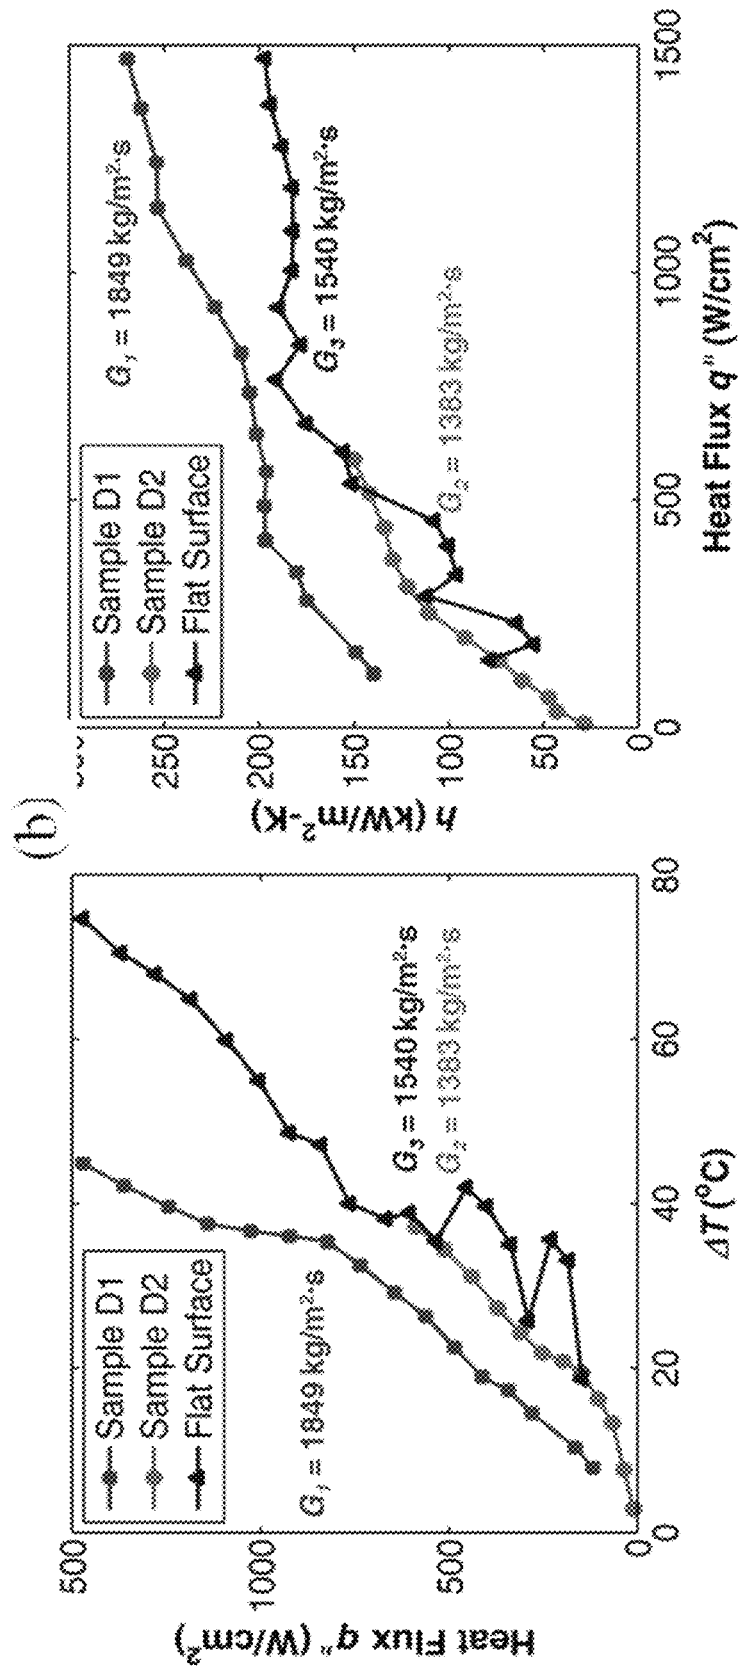 Heat Flux q" (W/cm²)
500
1000
500
0
Sample D1
Sample D2
Flat Surface
G₁ = 1849 kg/m²·s
G₃ = 1540 kg/m²·s
G₂ = 1383 kg/m²·s
0
20
40
60
80
ΔT (°C)
(b)
h (kW/m²-K)
250
200
150
100
50
0
Sample D1
Sample D2
Flat Surface
G₁ = 1849 kg/m²·s
G₃ = 1540 kg/m²·s
G₂ = 1383 kg/m²·s
0
500
1000
1500
Heat Flux q" (W/cm²)